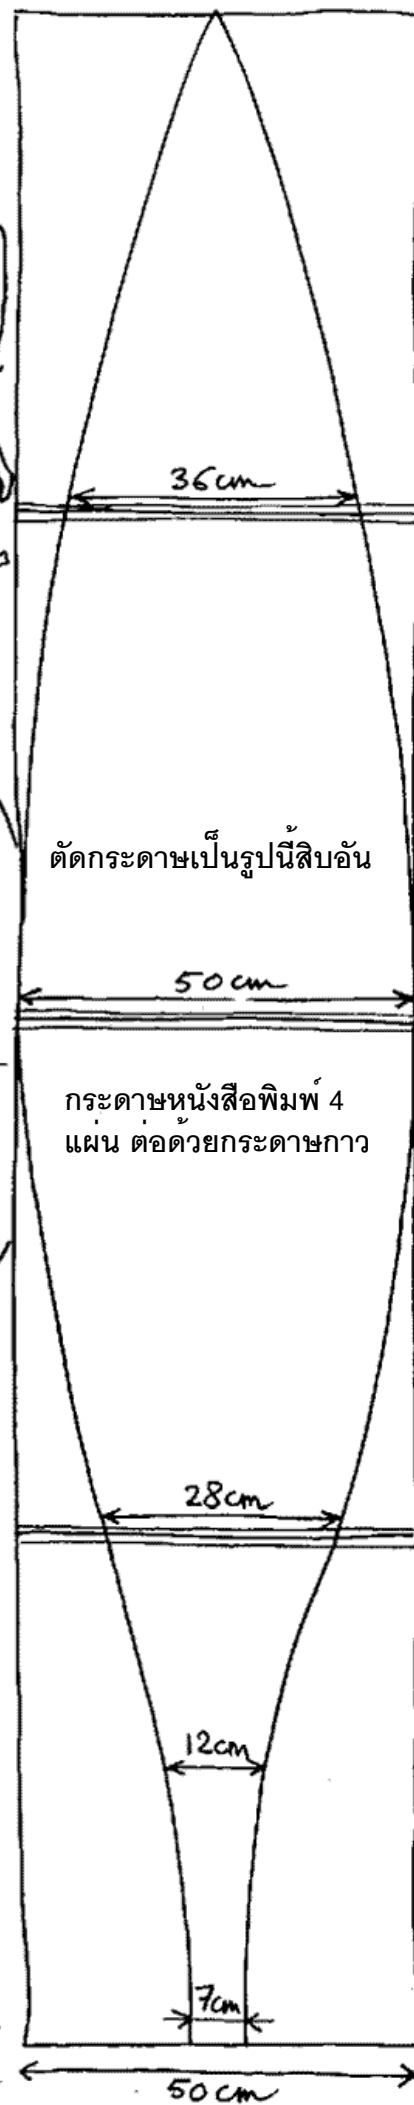 36cm
ตัดกระดาษเป็นรูปนี้สิบอัน
50cm
กระดาษหนังสือพิมพ์ 4
แผ่น ต่อด้วยกระดาษกาว
28cm
12cm
7cm
50cm